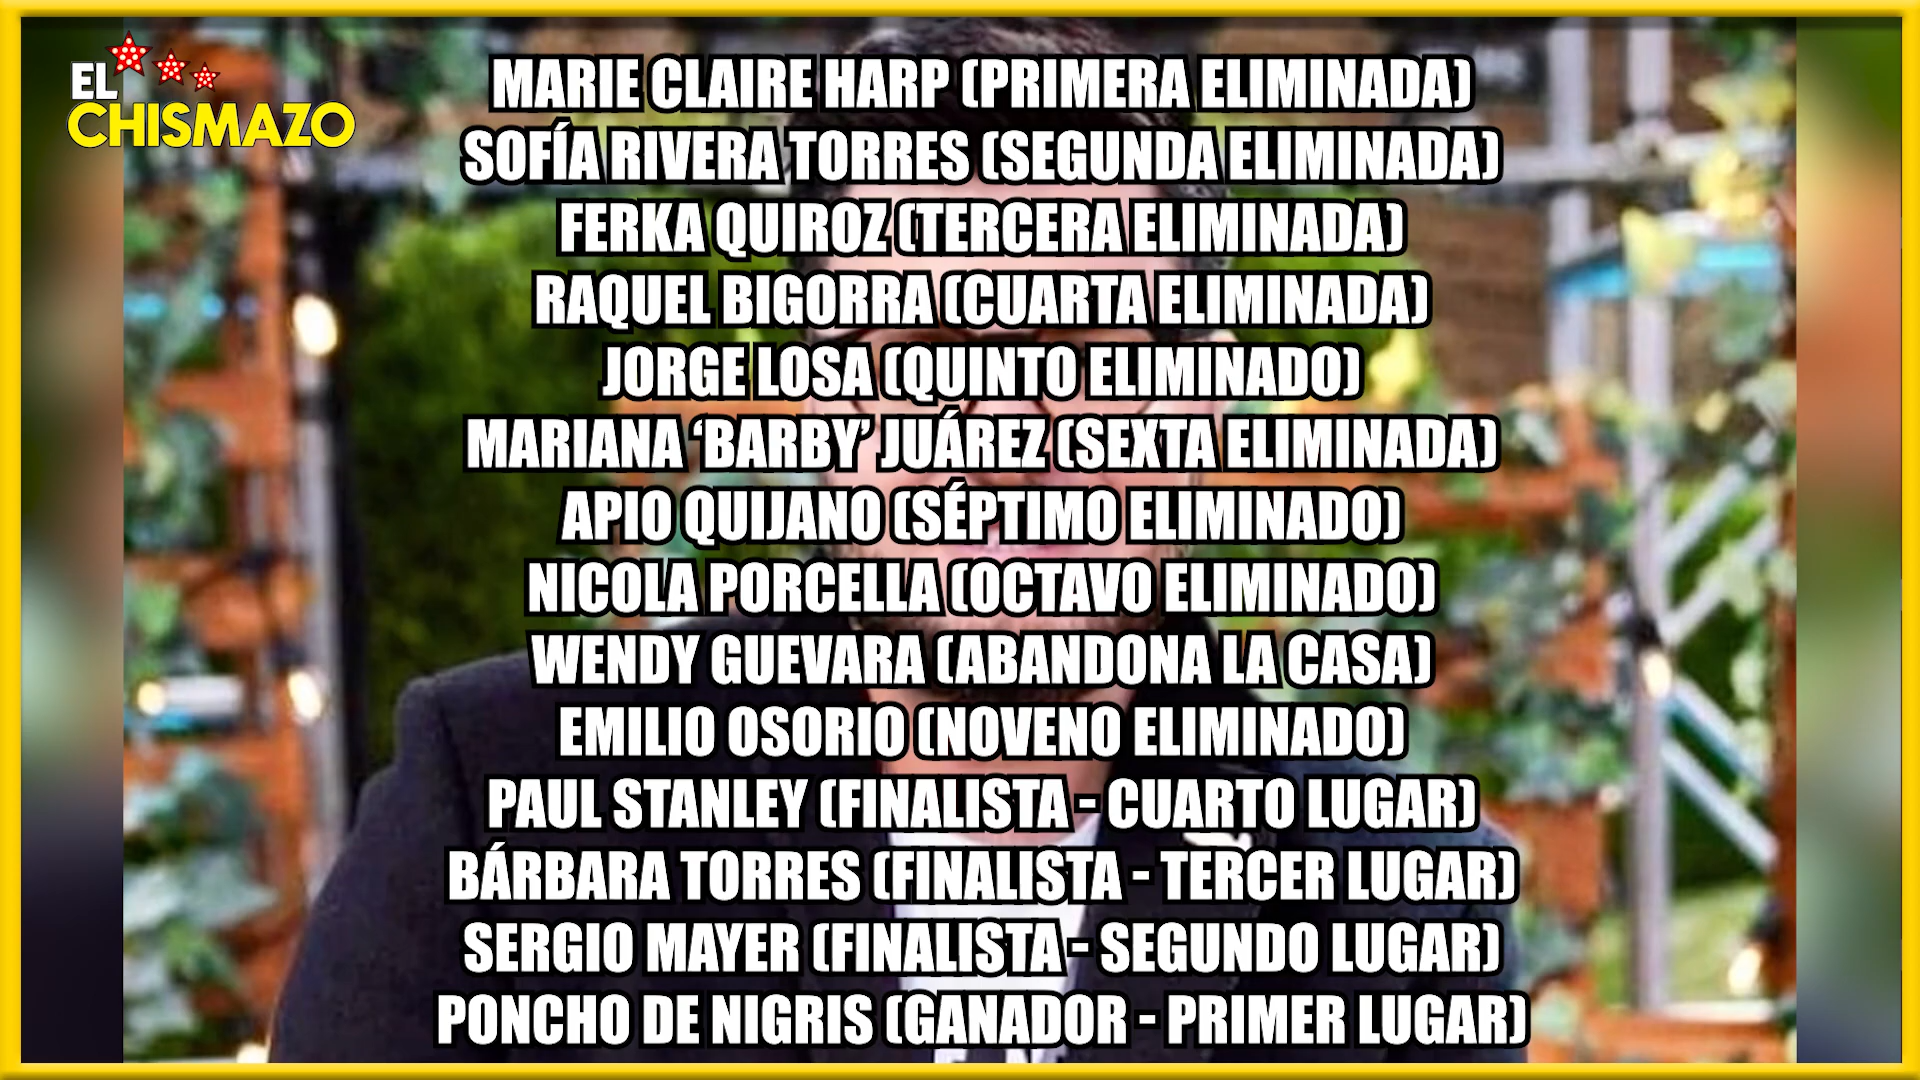 EL
CHISMAZO
MARIE CLAIRE HARP (PRIMERA ELIMINADA)
SOFÍA RIVERA TORRES (SEGUNDA ELIMINADA)
FERKA QUIROZ (TERCERA ELIMINADA)
RAQUEL BIGORRA (CUARTA ELIMINADA)
JORGE LOSA (QUINTO ELIMINADO)
MARIANA ‘BARBY’ JUÁREZ (SEXTA ELIMINADA)
APIO QUIJANO (SÉPTIMO ELIMINADO)
NICOLA PORCELLA (OCTAVO ELIMINADO)
WENDY GUEVARA (ABANDONA LA CASA)
EMILIO OSORIO (NOVENO ELIMINADO)
PAUL STANLEY (FINALISTA - CUARTO LUGAR)
BÁRBARA TORRES (FINALISTA - TERCER LUGAR)
SERGIO MAYER (FINALISTA - SEGUNDO LUGAR)
PONCHO DE NIGRIS (GANADOR - PRIMER LUGAR)